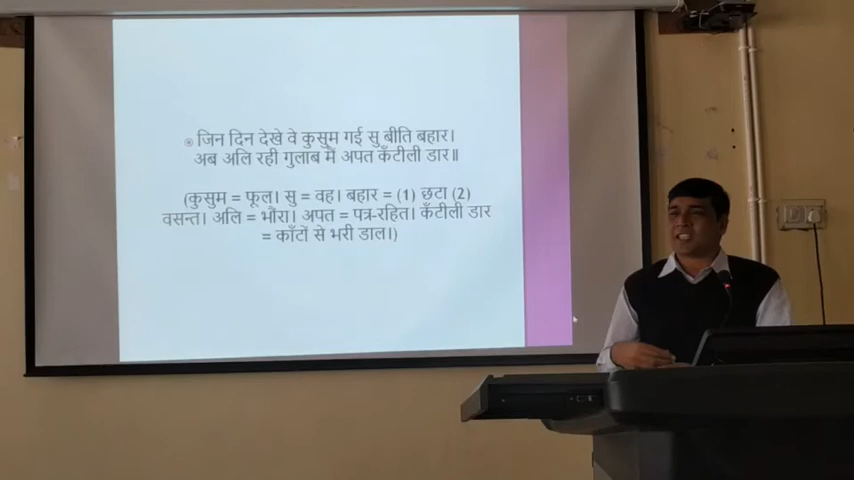 जिन दिन देखे वे कुसुम गई सु बीति बहार।
अब अलि रही गुलाब मैं अपत कँटीली डार॥
(कुसुम = फूल। सु = वह। बहार = (1) छटा (2)
वसन्त। अलि = भौंरा। अपत = पत्र-रहित। कँटीली डार
= काँटों से भरी डाल।)